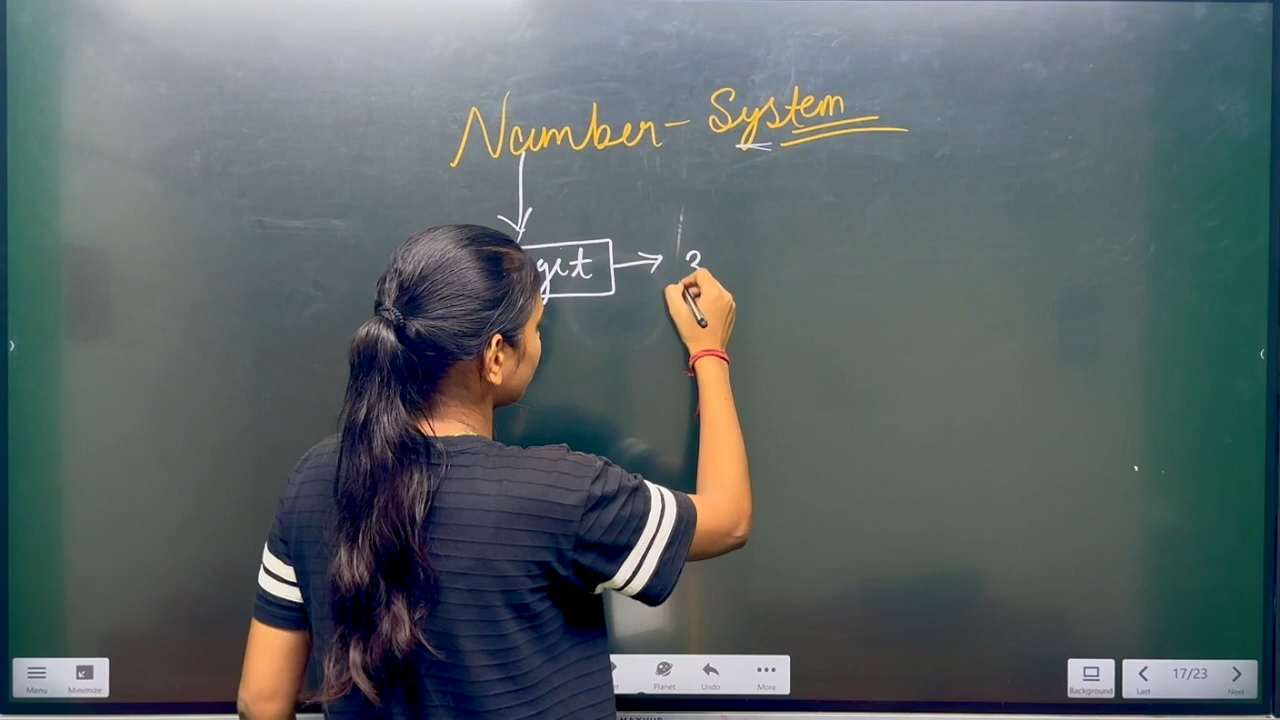 Number - System
git → 3
Menu
Minimize
Planet
Undo
More
Background
Last
17/23
Next